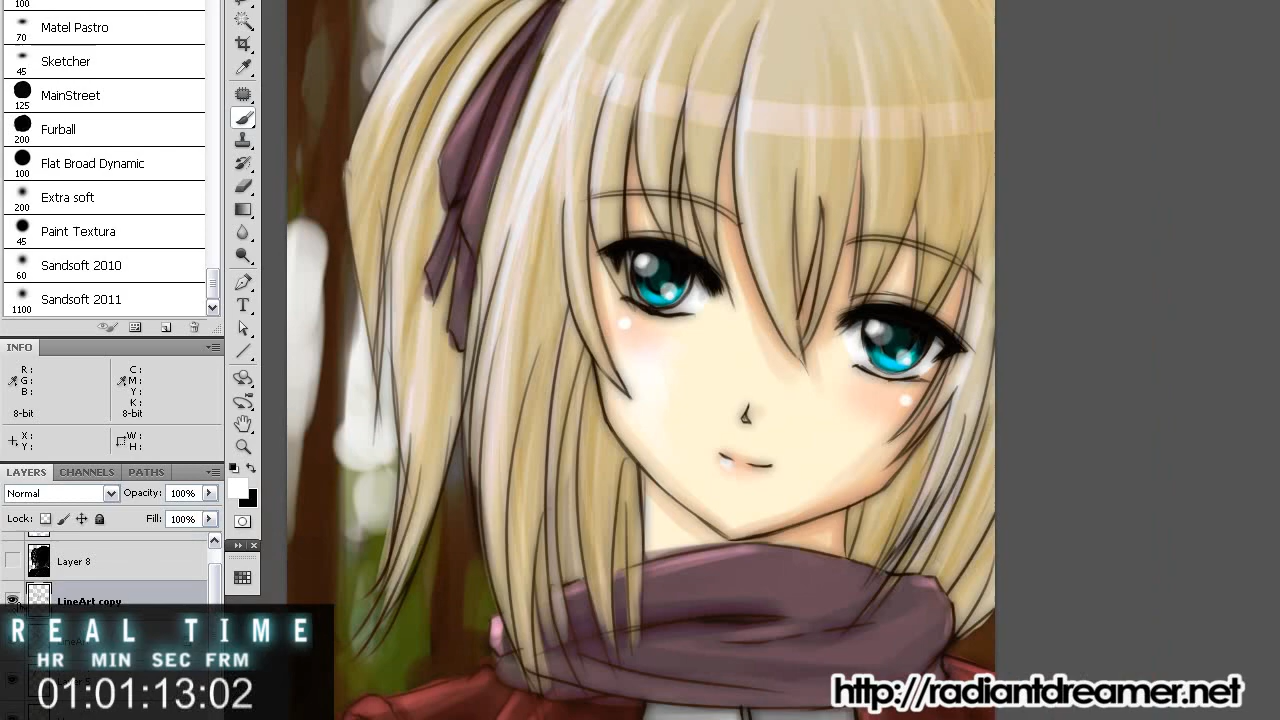 100
Matel Pastro
70
Sketcher
45
MainStreet
125
Furball
200
Flat Broad Dynamic
100
Extra soft
200
Paint Textura
45
Sandsoft 2010
60
Sandsoft 2011
1100
INFO
R: C:
G: M:
B: Y:
K:
8-bit 8-bit
X: W:
Y: H:
LAYERS CHANNELS PATHS
Normal Opacity: 100%
Lock: Fill: 100%
Layer 8
LineArt copy
REAL TIME
HR MIN SEC FRM
01:01:13:02
http://radiantdreamer.net